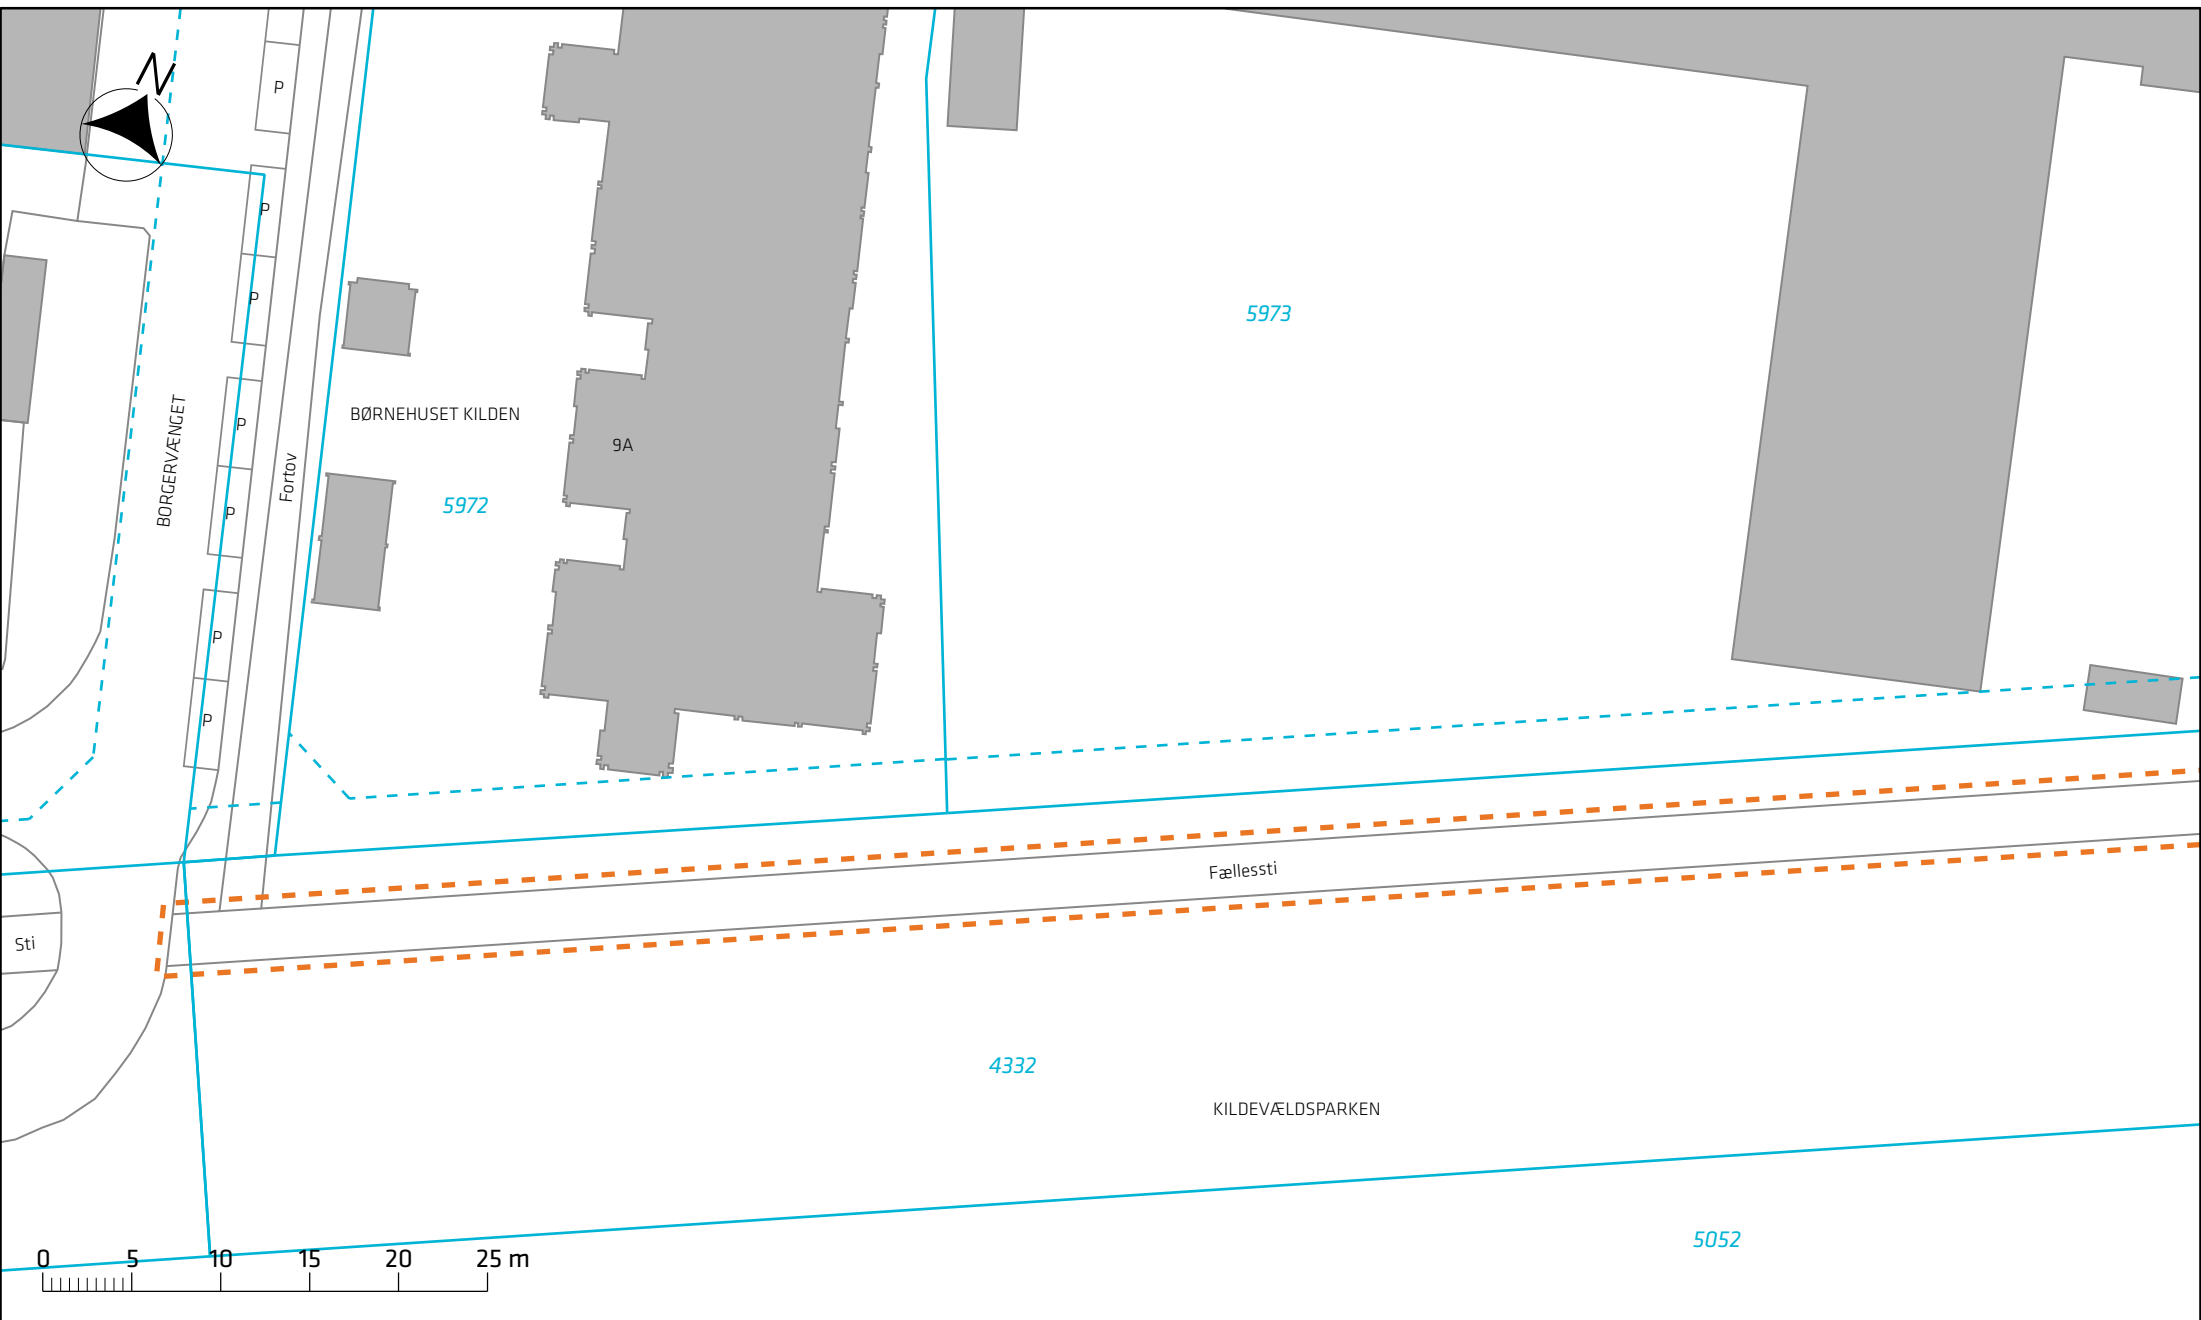 N
P
P
P
P
P
P
P
BORGERVÆNGET
Fortov
BØRNEHUSET KILDEN
9A
5972
5973
Fællessti
Sti
4332
KILDEVÆLDSPARKEN
5052
0 5 10 15 20 25 m